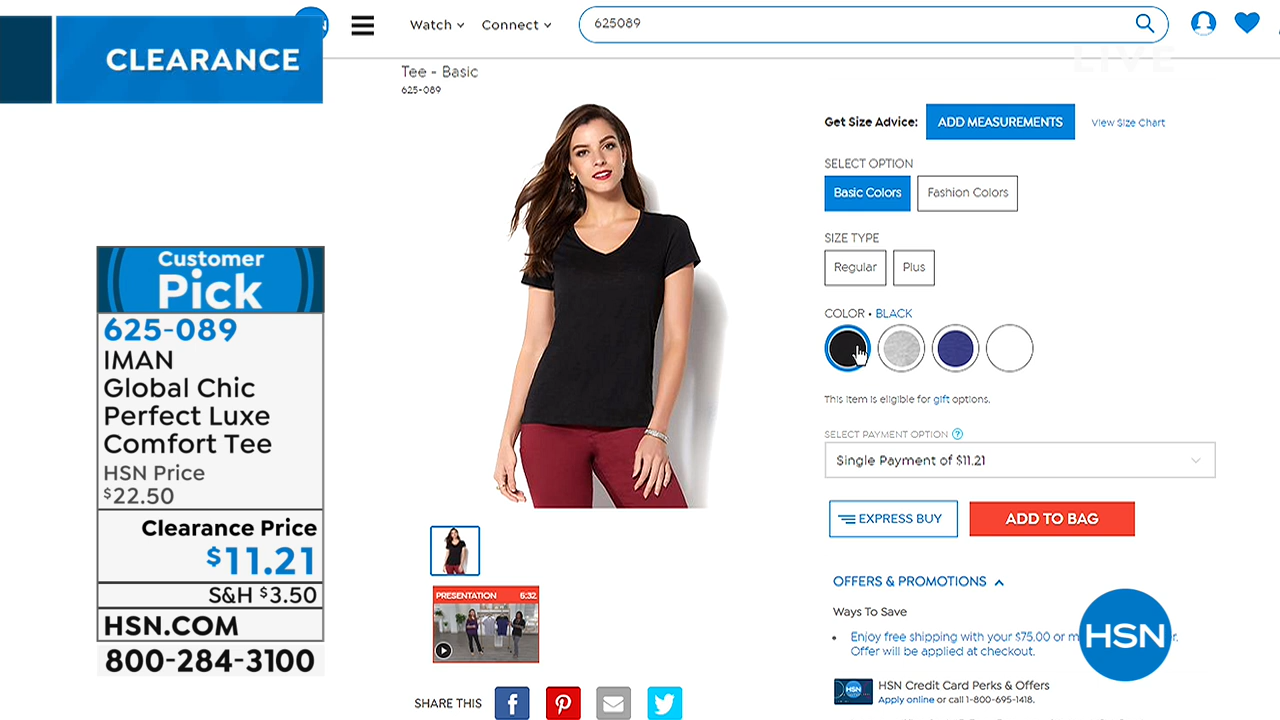 CLEARANCE
Watch
Connect
625089
LIVE
Tee - Basic
625-089
Get Size Advice:
ADD MEASUREMENTS
View Size Chart
SELECT OPTION
Basic Colors
Fashion Colors
SIZE TYPE
Regular
Plus
COLOR • BLACK
This item is eligible for gift options.
SELECT PAYMENT OPTION ?
Single Payment of $11.21
EXPRESS BUY
ADD TO BAG
OFFERS & PROMOTIONS
Ways To Save
• Enjoy free shipping with your $75.00 or
Offer will be applied at checkout.
HSN
HSN Credit Card Perks & Offers
Apply online or call 1-800-695-1418.
HSN
Customer
Pick
625-089
IMAN
Global Chic
Perfect Luxe
Comfort Tee
HSN Price
$22.50
Clearance Price
$11.21
S&H $3.50
HSN.COM
800-284-3100
PRESENTATION 6:32
SHARE THIS